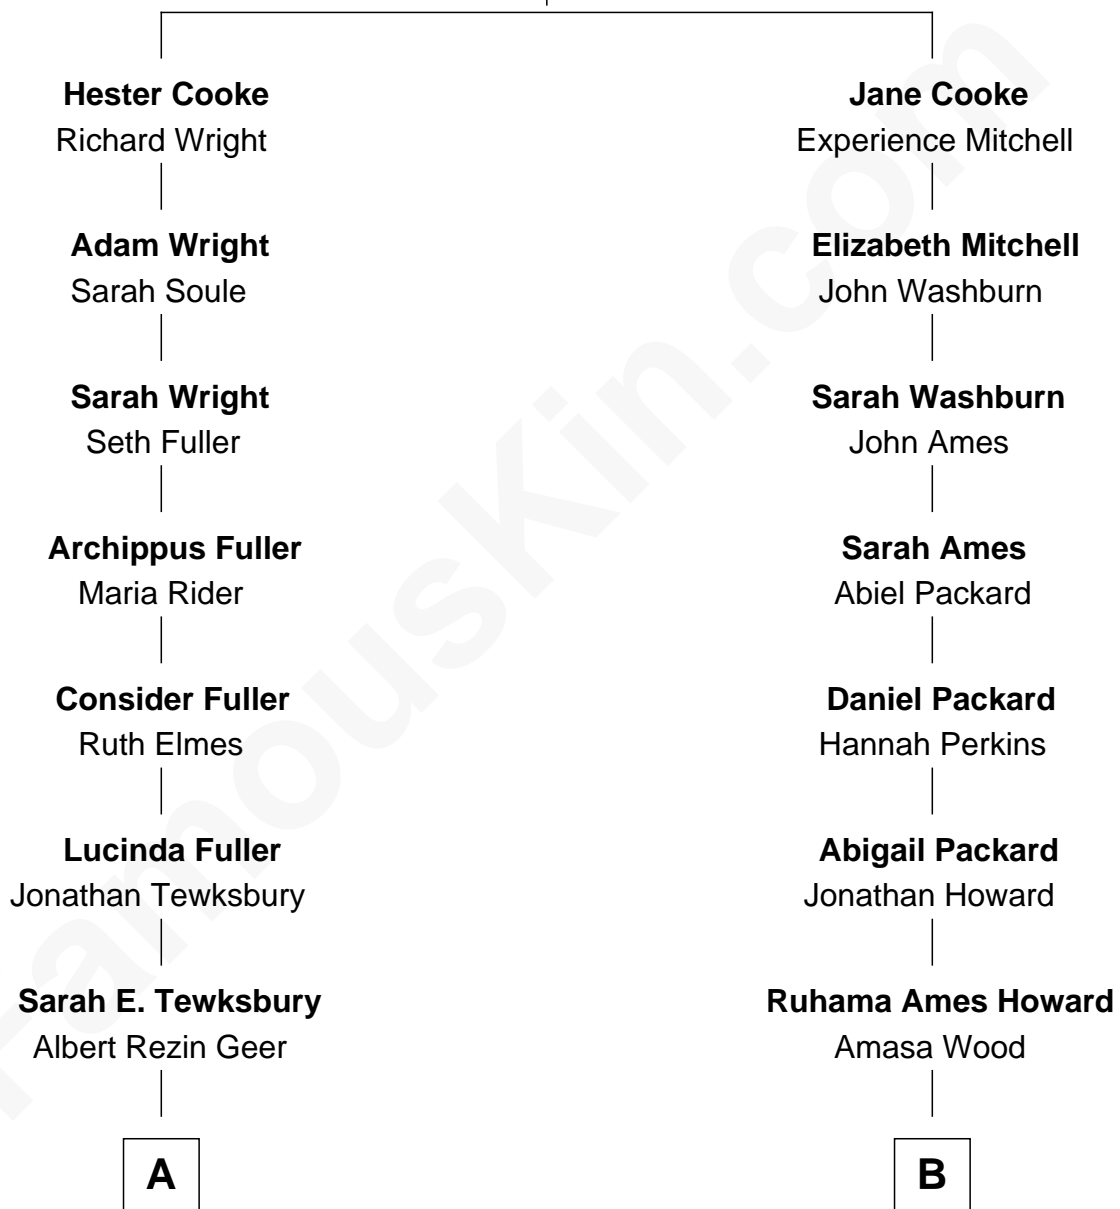 Hester Cooke
Richard Wright
Adam Wright
Sarah Soule
Sarah Wright
Seth Fuller
Archippus Fuller
Maria Rider
Consider Fuller
Ruth Elmes
Lucinda Fuller
Jonathan Tewksbury
Sarah E. Tewksbury
Albert Rezin Geer
A
Jane Cooke
Experience Mitchell
Elizabeth Mitchell
John Washburn
Sarah Washburn
John Ames
Sarah Ames
Abiel Packard
Daniel Packard
Hannah Perkins
Abigail Packard
Jonathan Howard
Ruhama Ames Howard
Amasa Wood
B
FamousKin.com